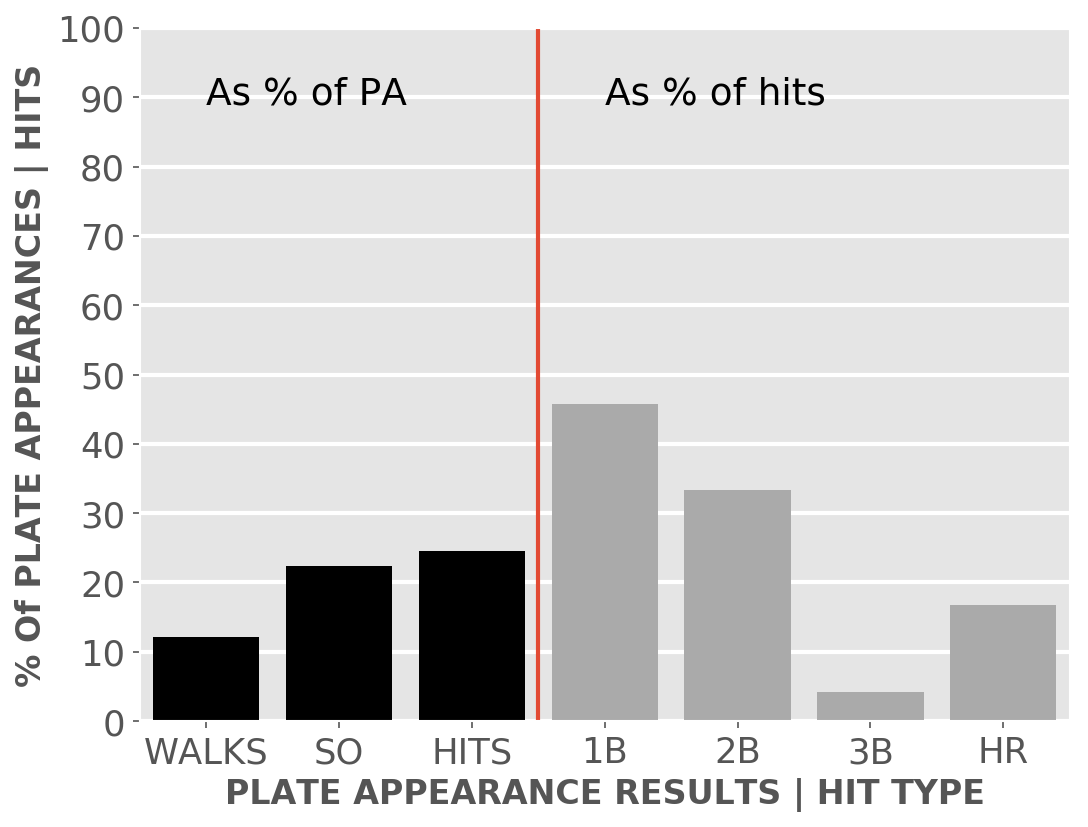 % Of PLATE APPEARANCES | HITS
100
90
80
70
60
50
40
30
20
10
0
As % of PA
As % of hits
WALKS SO HITS 1B 2B 3B HR
PLATE APPEARANCE RESULTS | HIT TYPE